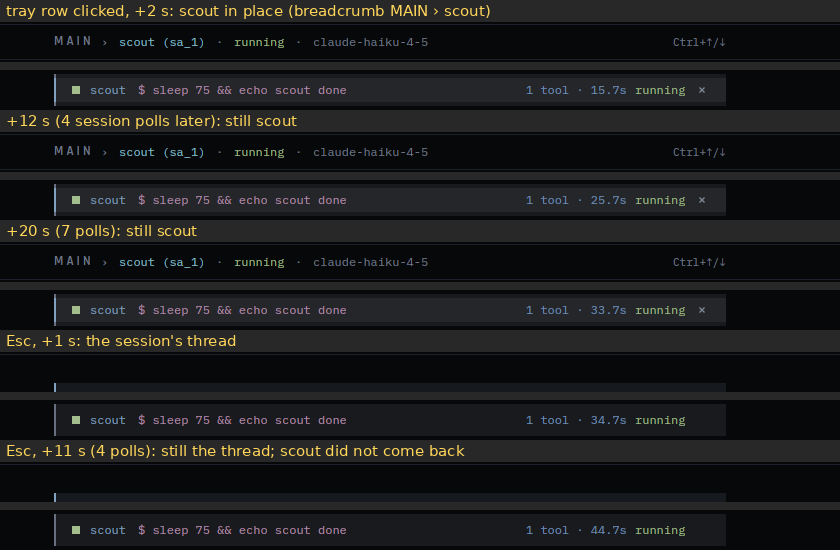 tray row clicked, +2 s: scout in place (breadcrumb MAIN › scout)
MAIN › scout (sa_1) · running · claude-haiku-4-5 Ctrl+↑/↓
scout $ sleep 75 && echo scout done 1 tool · 15.7s running ×
+12 s (4 session polls later): still scout
MAIN › scout (sa_1) · running · claude-haiku-4-5 Ctrl+↑/↓
scout $ sleep 75 && echo scout done 1 tool · 25.7s running ×
+20 s (7 polls): still scout
MAIN › scout (sa_1) · running · claude-haiku-4-5 Ctrl+↑/↓
scout $ sleep 75 && echo scout done 1 tool · 33.7s running ×
Esc, +1 s: the session's thread
scout $ sleep 75 && echo scout done 1 tool · 34.7s running
Esc, +11 s (4 polls): still the thread; scout did not come back
scout $ sleep 75 && echo scout done 1 tool · 44.7s running